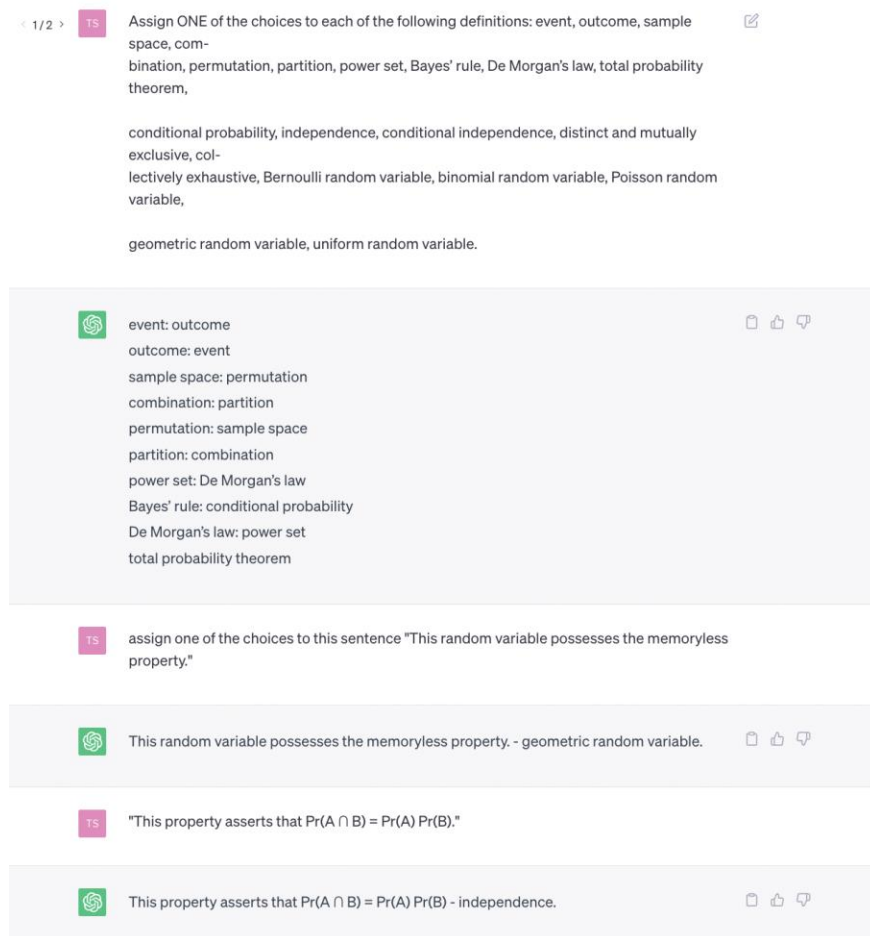 < 1/2 >
TS
Assign ONE of the choices to each of the following definitions: event, outcome, sample
space, com-
bination, permutation, partition, power set, Bayes' rule, De Morgan's law, total probability
theorem,
conditional probability, independence, conditional independence, distinct and mutually
exclusive, col-
lectively exhaustive, Bernoulli random variable, binomial random variable, Poisson random
variable,
geometric random variable, uniform random variable.
event: outcome
outcome: event
sample space: permutation
combination: partition
permutation: sample space
partition: combination
power set: De Morgan's law
Bayes' rule: conditional probability
De Morgan's law: power set
total probability theorem
TS
assign one of the choices to this sentence "This random variable possesses the memoryless
property."
This random variable possesses the memoryless property. - geometric random variable.
TS
"This property asserts that Pr(A ∩ B) = Pr(A) Pr(B)."
This property asserts that Pr(A ∩ B) = Pr(A) Pr(B) - independence.